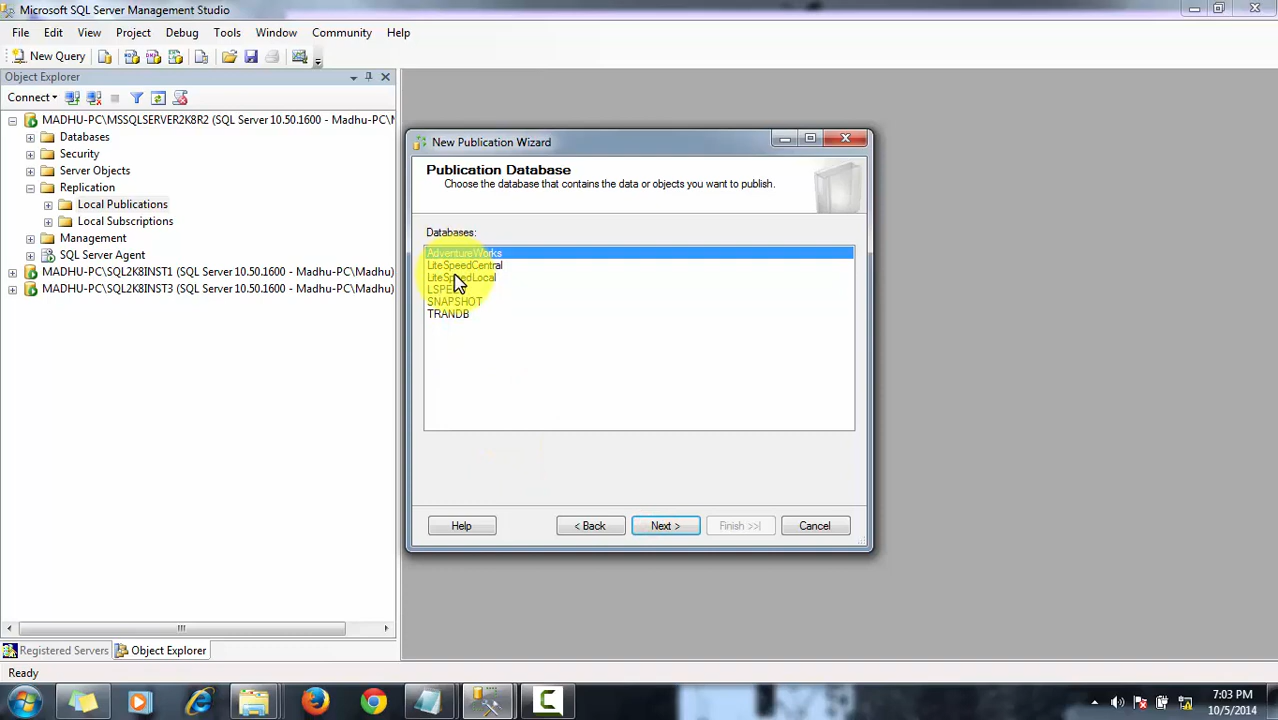 Microsoft SQL Server Management Studio
File Edit View Project Debug Tools Window Community Help
New Query
Object Explorer
Connect
MADHU-PC\MSSQLSERVER2K8R2 (SQL Server 10.50.1600 - Madhu-PC\M
Databases
Security
Server Objects
Replication
Local Publications
Local Subscriptions
Management
SQL Server Agent
MADHU-PC\SQL2K8INST1 (SQL Server 10.50.1600 - Madhu-PC\Madhu)
MADHU-PC\SQL2K8INST3 (SQL Server 10.50.1600 - Madhu-PC\Madhu)
New Publication Wizard
Publication Database
Choose the database that contains the data or objects you want to publish.
Databases:
AdventureWorks
LiteSpeedCentral
LiteSpeedLocal
SNAPSHOT
TRANDB
Help < Back Next > Finish >>| Cancel
Registered Servers Object Explorer
Ready
7:03 PM
10/5/2014